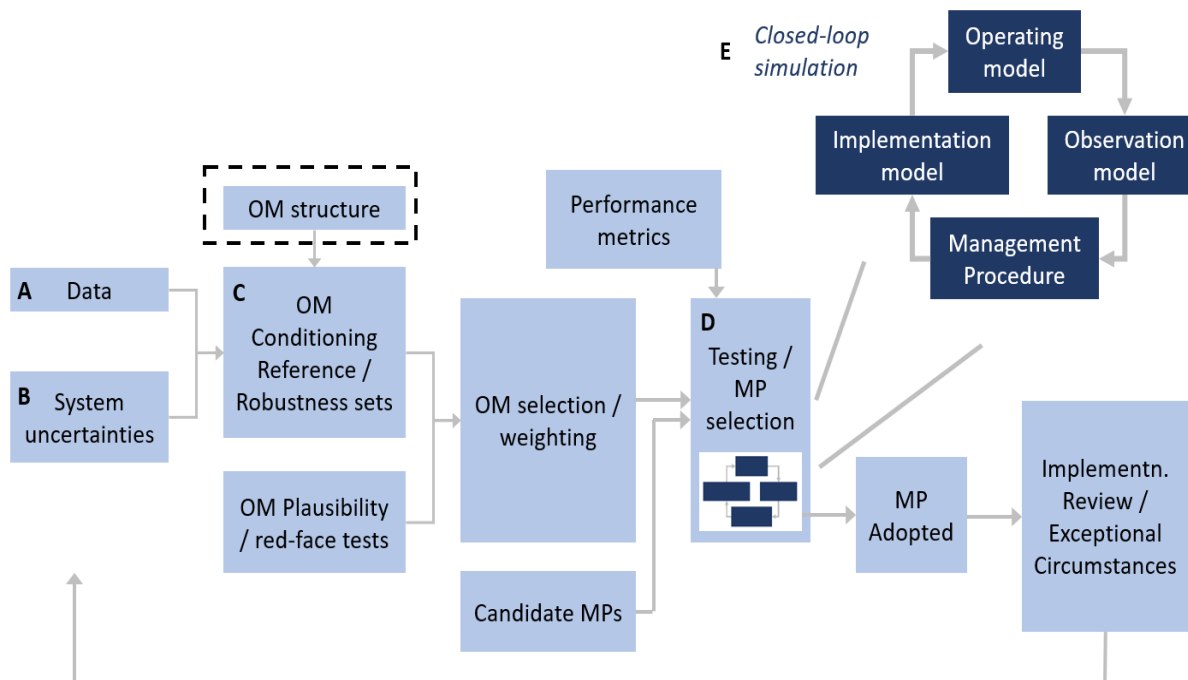 E
Closed-loop
simulation
Operating
model
Implementation
model
Observation
model
Management
Procedure
OM structure
Performance
metrics
A
Data
B
System
uncertainties
C
OM
Conditioning
Reference /
Robustness sets
OM Plausibility
/ red-face tests
OM selection /
weighting
Candidate MPs
D
Testing /
MP
selection
MP
Adopted
Implementn.
Review /
Exceptional
Circumstances